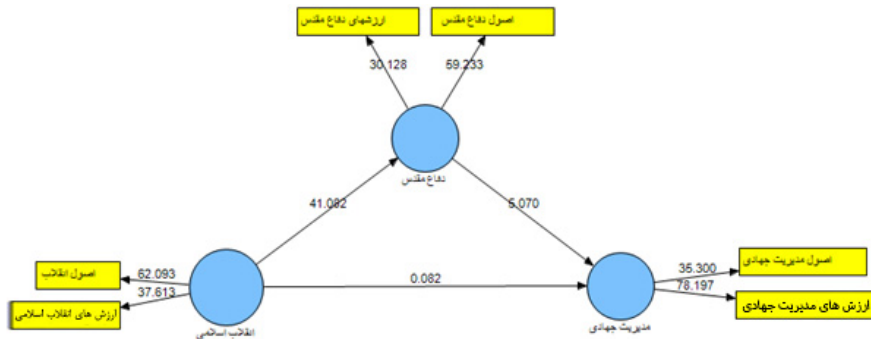 ارزشهای دفاع مقدس
اصول دفاع مقدس
30.128
59.233
دفاع مقدس
41.082
5.070
اصول انقلاب
62.093
0.082
اصول مدیریت جهادی
35.300
37.613
78.197
ارزش های انقلاب اسلامی
ارزش های مدیریت جهادی
انقلاب اسلامی
مدیریت جهادی